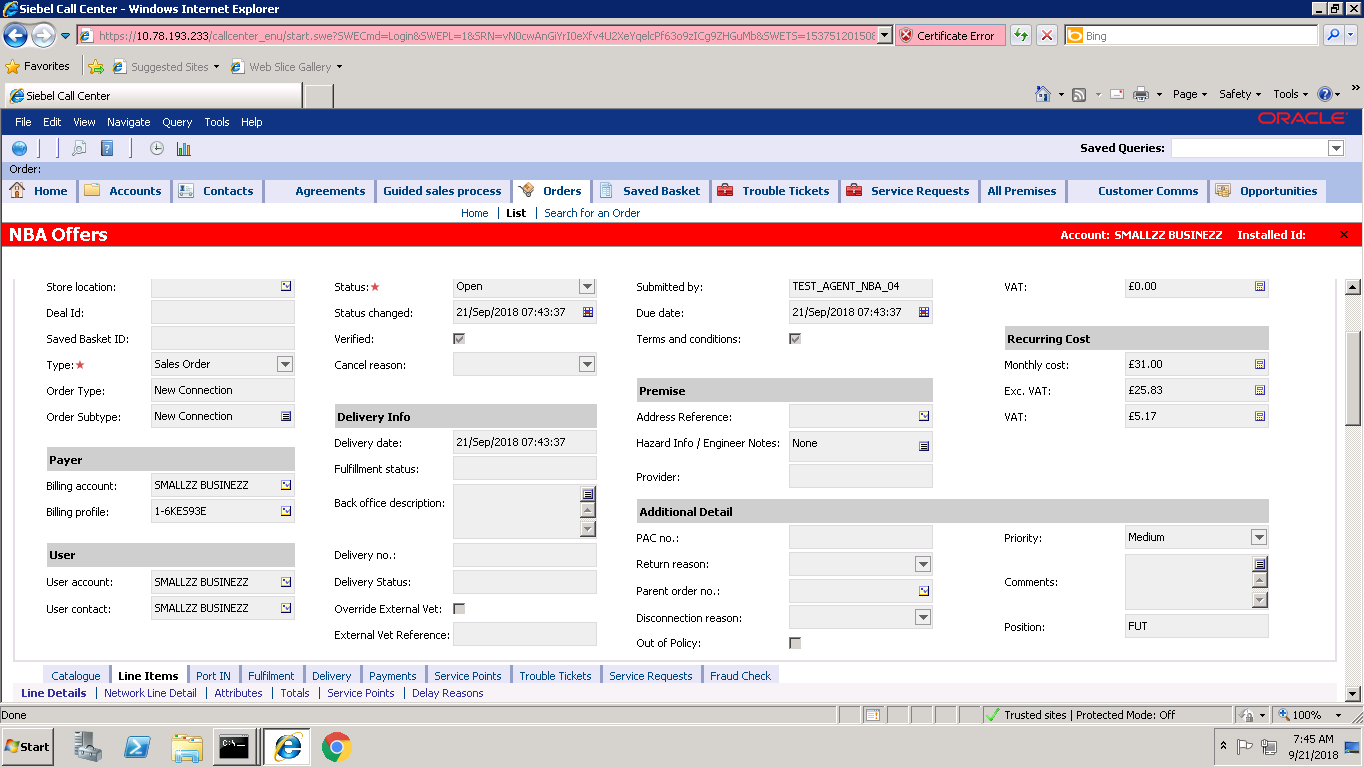 Siebel Call Center - Windows Internet Explorer
https://10.78.193.233/callcenter_enu/start.swe?SWECmd=Login&SWEPL=1&SRN= Certificate Error Bing
Favorites Suggested Sites Web Slice Gallery
Siebel Call Center Page Safety Tools »
File Edit View Navigate Query Tools Help ORACLE
Saved Queries:
Order:
Home Accounts Contacts Agreements Guided sales process Orders Saved Basket Trouble Tickets Service Requests All Premises Customer Comms Opportunities
Home | List | Search for an Order
NBA Offers Account: SMALLZZ BUSINEZZ Installed Id: ×
Store location: Status:★ Open Submitted by: TEST_AGENT_NBA_04 VAT: £0.00
Deal Id: Status changed: 21/Sep/2018 07:43:37 Due date: 21/Sep/2018 07:43:37
Saved Basket ID: Verified: Terms and conditions: Recurring Cost
Type:★ Sales Order Cancel reason: Monthly cost: £31.00
Order Type: New Connection Premise Exc. VAT: £25.83
Order Subtype: New Connection Delivery Info Address Reference: VAT: £5.17
Delivery date: 21/Sep/2018 07:43:37 Hazard Info / Engineer Notes: None
Payer Fulfillment status: Provider:
Billing account: SMALLZZ BUSINEZZ Back office description:
Billing profile: 1-6KES93E Additional Detail
PAC no.: Priority: Medium
User Delivery no.: Return reason:
User account: SMALLZZ BUSINEZZ Delivery Status: Parent order no.: Comments:
User contact: SMALLZZ BUSINEZZ Override External Vet: Disconnection reason:
External Vet Reference: Out of Policy: Position: FUT
Catalogue Line Items Port IN Fulfilment Delivery Payments Service Points Trouble Tickets Service Requests Fraud Check
Line Details | Network Line Detail | Attributes | Totals | Service Points | Delay Reasons
Done Trusted sites | Protected Mode: Off 100%
Start 7:45 AM
9/21/2018